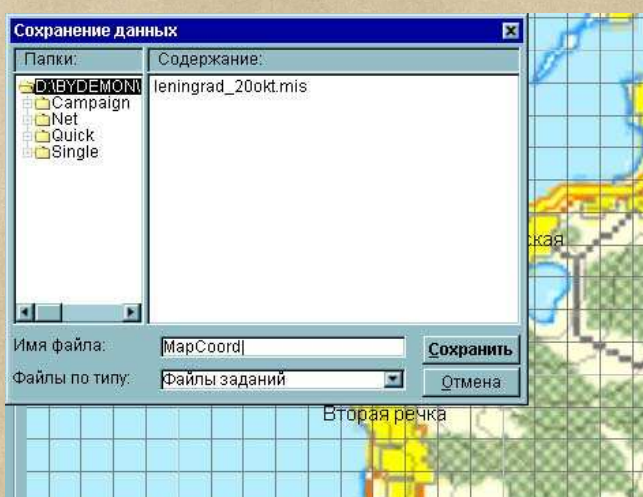 Сохранение данных
Папки:
Содержание:
D:\BYDEMON\
Campaign
Net
Quick
Single
leningrad_20okt.mis
Имя файла:
MapCoord
Сохранить
Файлы по типу:
Файлы заданий
Отмена
ская
Вторая речка